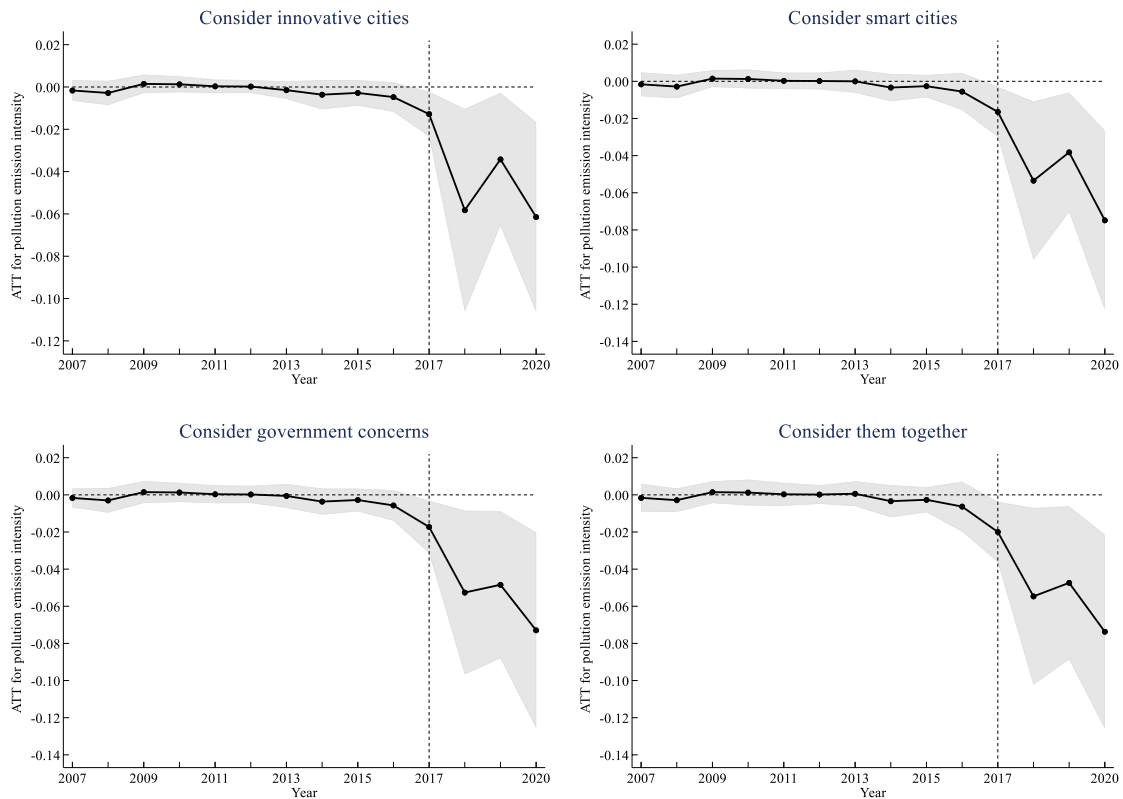 Consider innovative cities
ATT for pollution emission intensity
0.02
0.00
-0.02
-0.04
-0.06
-0.08
-0.10
-0.12
2007 2009 2011 2013 2015 2017 2020
Year
Consider smart cities
ATT for pollution emission intensity
0.02
0.00
-0.02
-0.04
-0.06
-0.08
-0.10
-0.12
-0.14
2007 2009 2011 2013 2015 2017 2020
Year
Consider government concerns
ATT for pollution emission intensity
0.02
0.00
-0.02
-0.04
-0.06
-0.08
-0.10
-0.12
-0.14
2007 2009 2011 2013 2015 2017 2020
Year
Consider them together
ATT for pollution emission intensity
0.02
0.00
-0.02
-0.04
-0.06
-0.08
-0.10
-0.12
-0.14
2007 2009 2011 2013 2015 2017 2020
Year